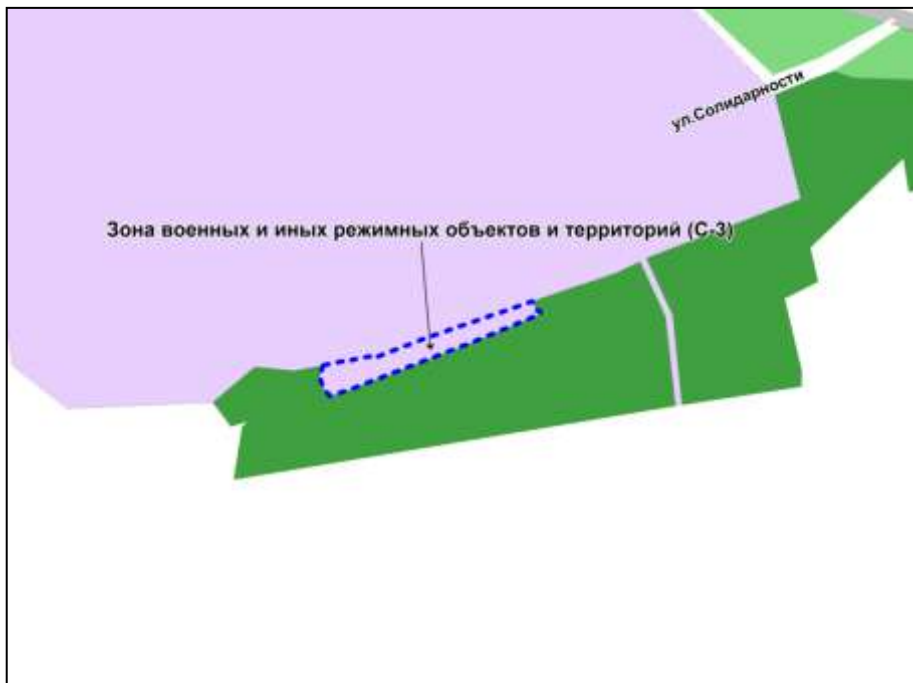 ул.Солидарности
Зона военных и иных режимных объектов и территорий (С-3)